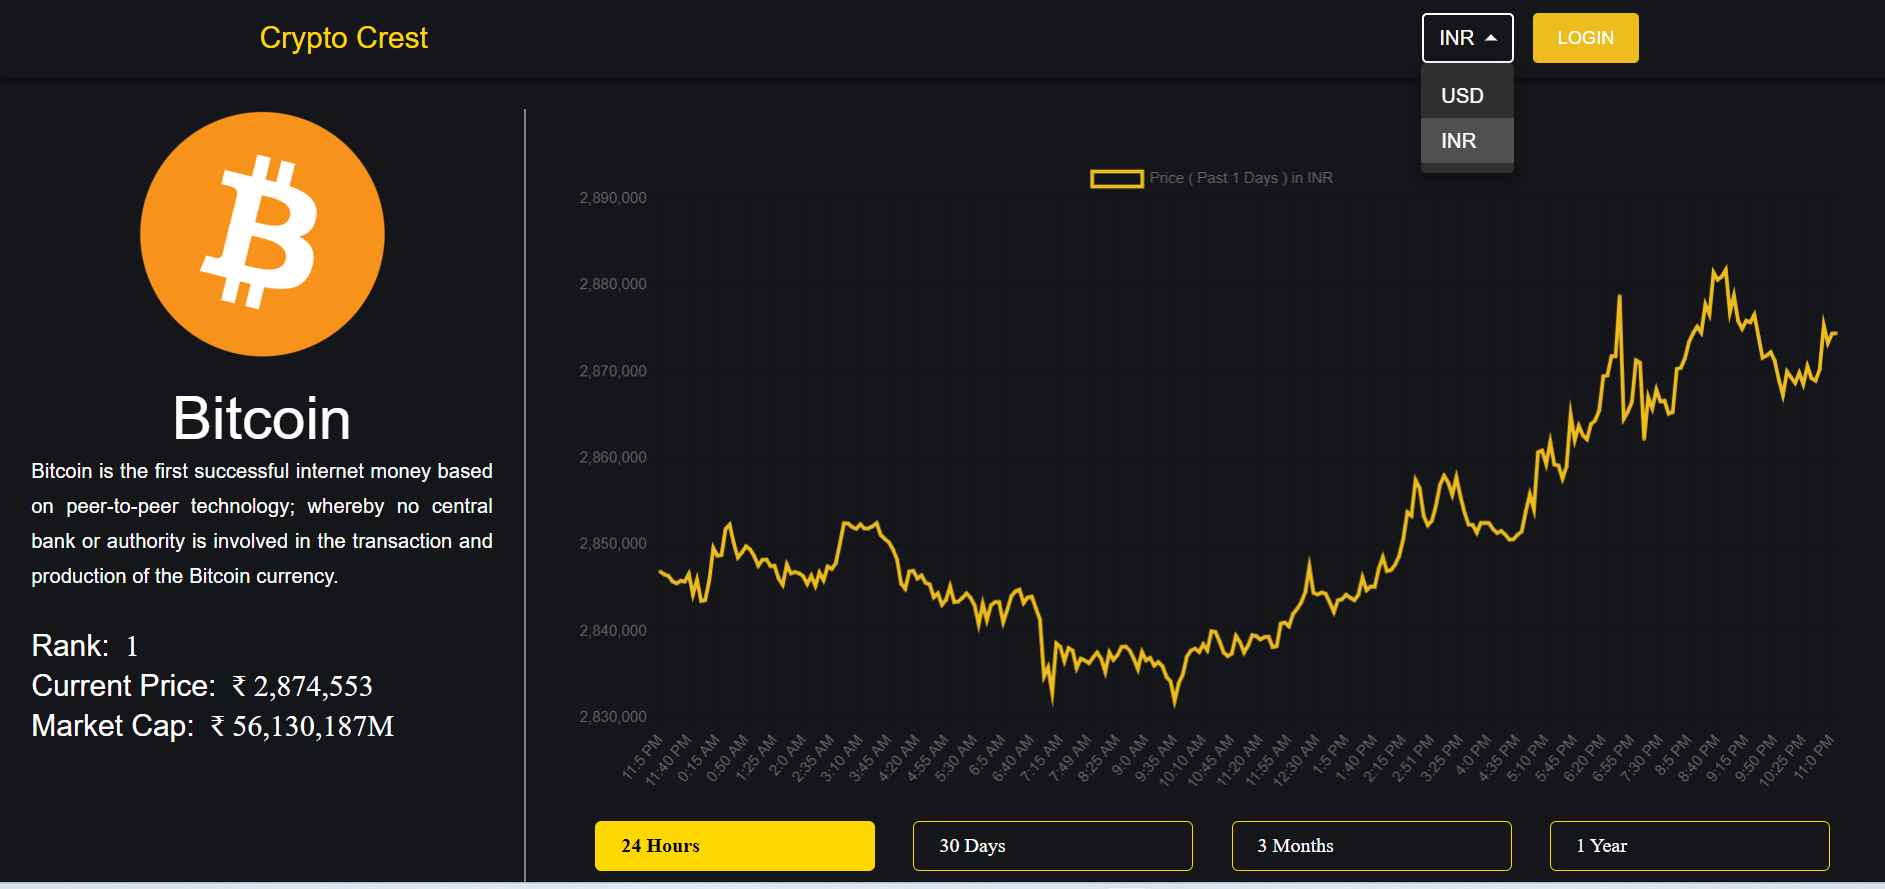 Crypto Crest
INR
LOGIN
USD
INR
Bitcoin
Bitcoin is the first successful internet money based
on peer-to-peer technology; whereby no central
bank or authority is involved in the transaction and
production of the Bitcoin currency.
Rank: 1
Current Price: ₹ 2,874,553
Market Cap: ₹ 56,130,187M
Price ( Past 1 Days ) in INR
2,890,000
2,880,000
2,870,000
2,860,000
2,850,000
2,840,000
2,830,000
11:5 PM
11:40 PM
0:15 AM
0:50 AM
1:25 AM
2:0 AM
2:35 AM
3:10 AM
3:45 AM
4:20 AM
4:55 AM
5:30 AM
6:5 AM
6:40 AM
7:15 AM
7:49 AM
8:25 AM
9:0 AM
9:35 AM
10:10 AM
10:45 AM
11:20 AM
11:55 AM
12:30 AM
1:5 PM
1:40 PM
2:15 PM
2:51 PM
3:25 PM
4:0 PM
4:35 PM
5:10 PM
5:45 PM
6:20 PM
6:55 PM
7:30 PM
8:5 PM
8:40 PM
9:15 PM
9:50 PM
10:25 PM
11:0 PM
24 Hours
30 Days
3 Months
1 Year